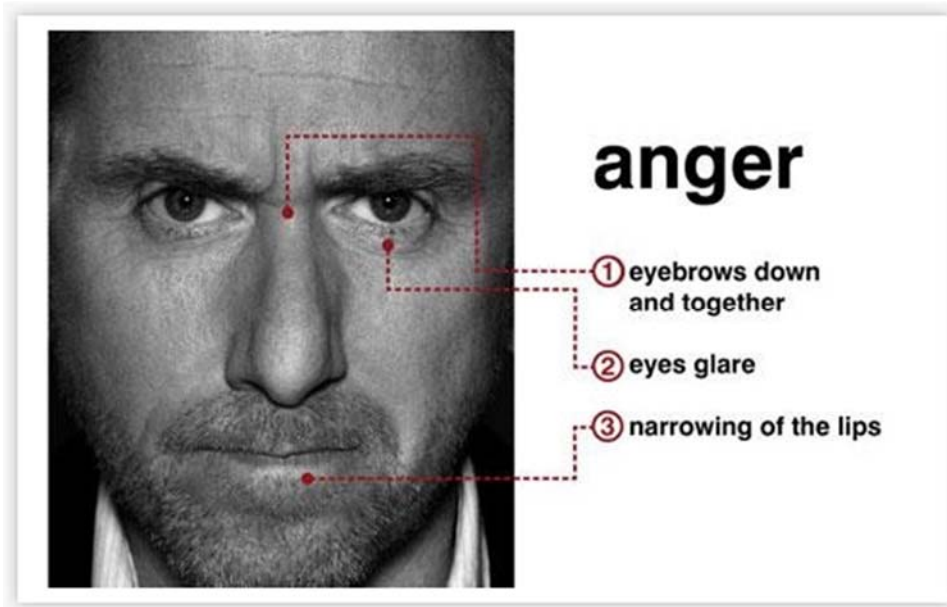 anger
1 eyebrows down
and together
2 eyes glare
3 narrowing of the lips